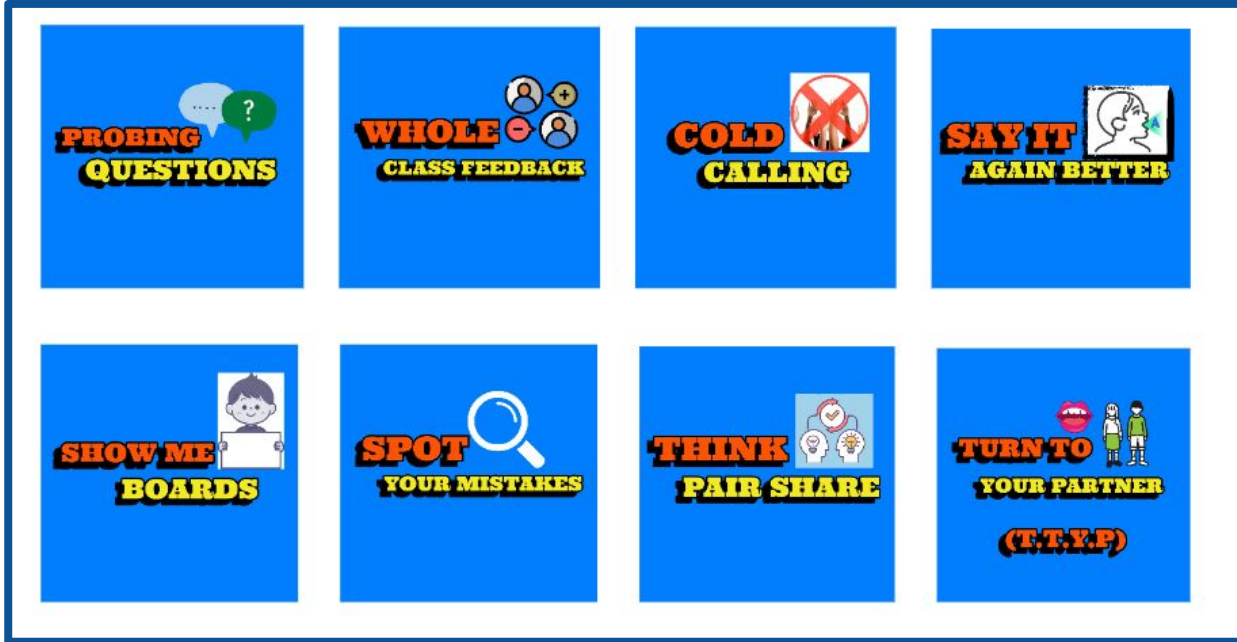 PROBING
QUESTIONS
.... ?
WHOLE
CLASS FEEDBACK
+
-
COLD
CALLING
SAY IT
AGAIN BETTER
A
SHOW ME
BOARDS
SPOT
YOUR MISTAKES
THINK
PAIR SHARE
TURN TO
YOUR PARTNER
(T.T.Y.P)